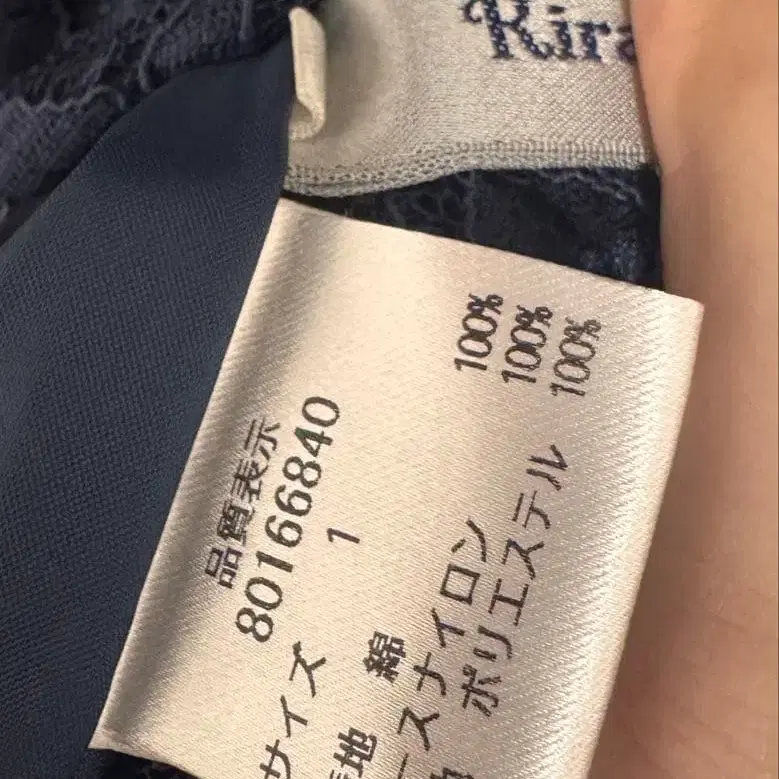 Kira
品質表示
80166840
サイズ 1
地 綿 100%
ースナイロン 100%
ポリエステル 100%